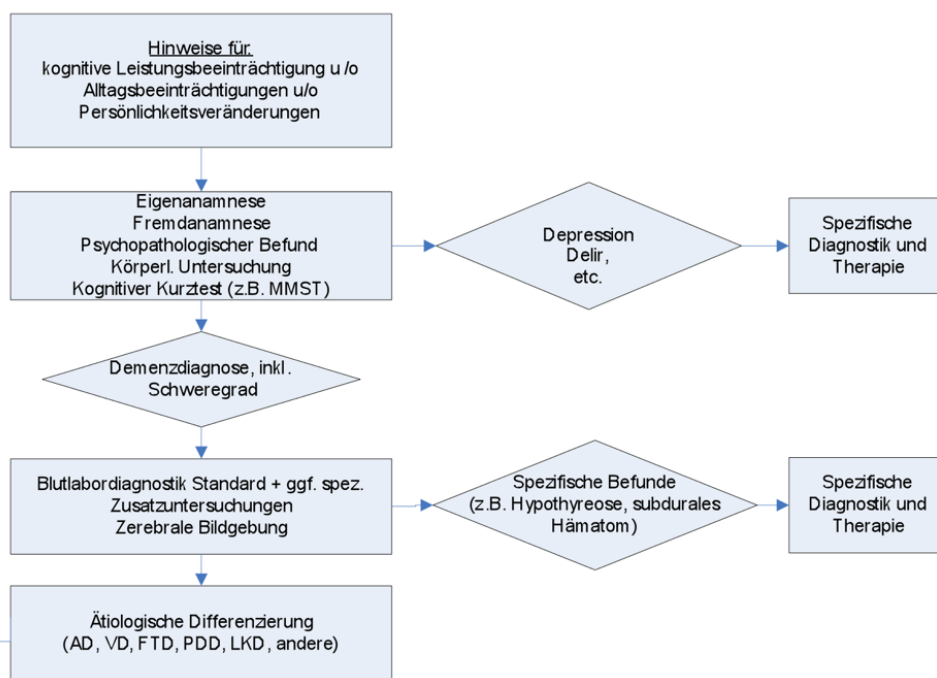 Hinweise für:
kognitive Leistungsbeeinträchtigung u /o
Alltagsbeeinträchtigungen u/o
Persönlichkeitsveränderungen
Eigenanamnese
Fremdanamnese
Psychopathologischer Befund
Körperl. Untersuchung
Kognitiver Kurztest (z.B. MMST)
Depression
Delir,
etc.
Spezifische
Diagnostik und
Therapie
Demenzdiagnose, inkl.
Schweregrad
Blutlabordiagnostik Standard + ggf. spez.
Zusatzuntersuchungen
Zerebrale Bildgebung
Spezifische Befunde
(z.B. Hypothyreose, subdurales
Hämatom)
Spezifische
Diagnostik und
Therapie
Ätiologische Differenzierung
(AD, VD, FTD, PDD, LKD, andere)